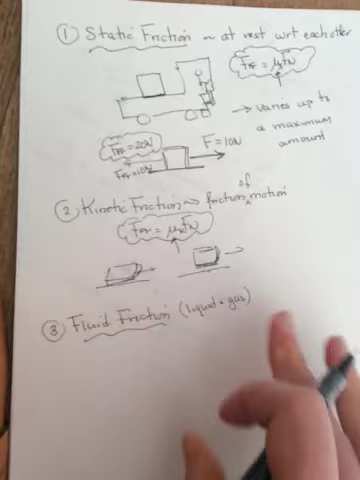 ① Static Friction ~ at rest wrt each other
FFr = μsFN
→ varies up to
a maximum
amount
FFR = 20N
F = 10N
FFR = 10N
② Kinetic Friction ~> friction of motion
FFR = μkFN
③ Fluid Friction (liquid + gas)